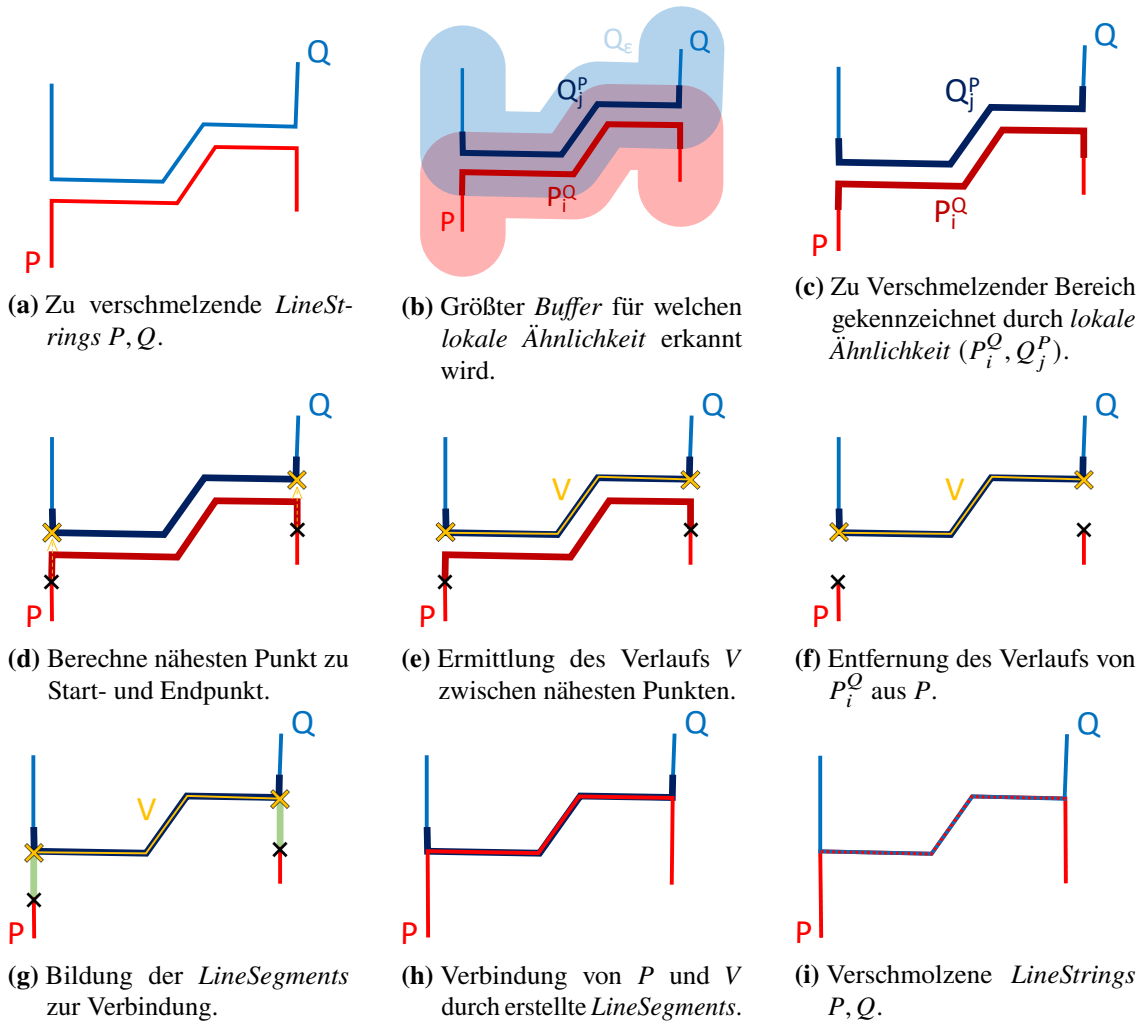 Q
P
(a) Zu verschmelzende LineSt-
rings P, Q.
Q_ε
Q
Q_j^P
P_i^Q
P
(b) Größter Buffer für welchen
lokale Ähnlichkeit erkannt
wird.
Q_j^P
P_i^Q
(c) Zu Verschmelzender Bereich
gekennzeichnet durch lokale
Ähnlichkeit (P_i^Q, Q_j^P).
Q
P
(d) Berechne nähesten Punkt zu
Start- und Endpunkt.
Q
V
P
(e) Ermittlung des Verlaufs V
zwischen nähesten Punkten.
Q
V
P
(f) Entfernung des Verlaufs von
P_i^Q aus P.
Q
V
P
(g) Bildung der LineSegments
zur Verbindung.
Q
P
(h) Verbindung von P und V
durch erstellte LineSegments.
Q
P
(i) Verschmolzene LineStrings
P, Q.